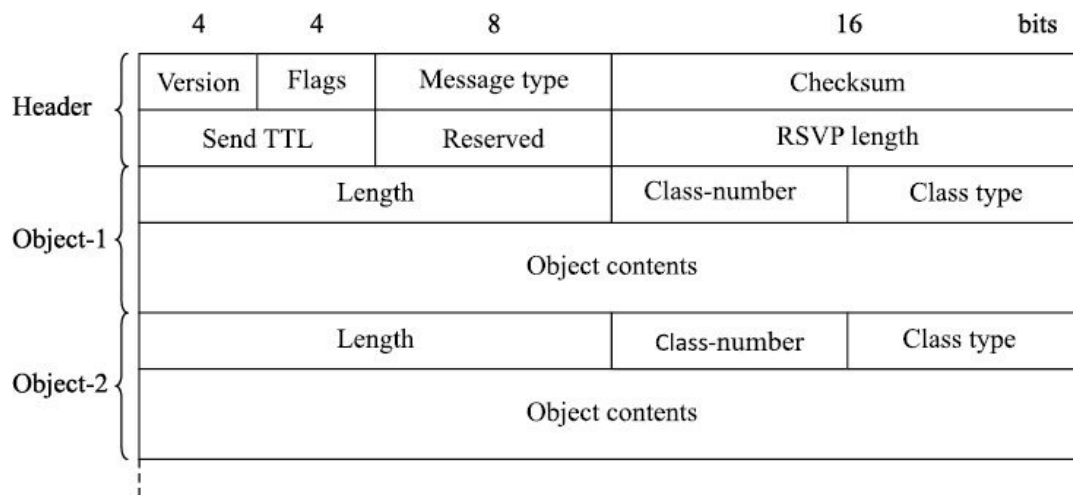 4 4 8 16 bits
Version Flags Message type Checksum
Header
Send TTL Reserved RSVP length
Length Class-number Class type
Object-1
Object contents
Length Class-number Class type
Object-2
Object contents